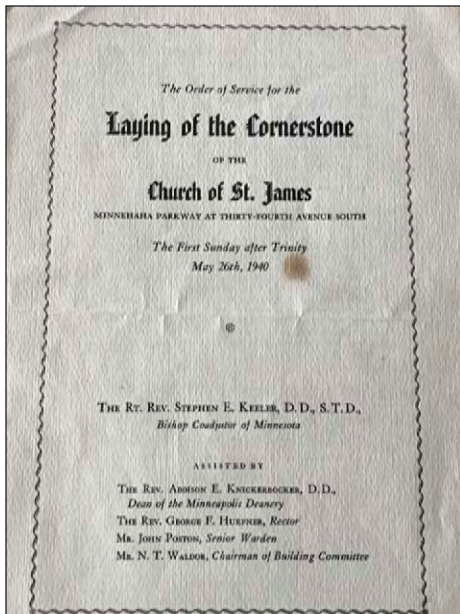 The Order of Service for the
Laying of the Cornerstone
OF THE
Church of St. James
MINNEHAHA PARKWAY AT THIRTY-FOURTH AVENUE SOUTH
The First Sunday after Trinity
May 26th, 1940
THE RT. REV. STEPHEN E. KEELER, D.D., S.T.D.,
Bishop Coadjutor of Minnesota
ASSISTED BY
THE REV. ADDISON E. KNICKERBOCKER, D.D.,
Dean of the Minneapolis Deanery
THE REV. GEORGE F. HUEFNER, Rector
MR. JOHN POSTON, Senior Warden
MR. N. T. WALDOR, Chairman of Building Committee